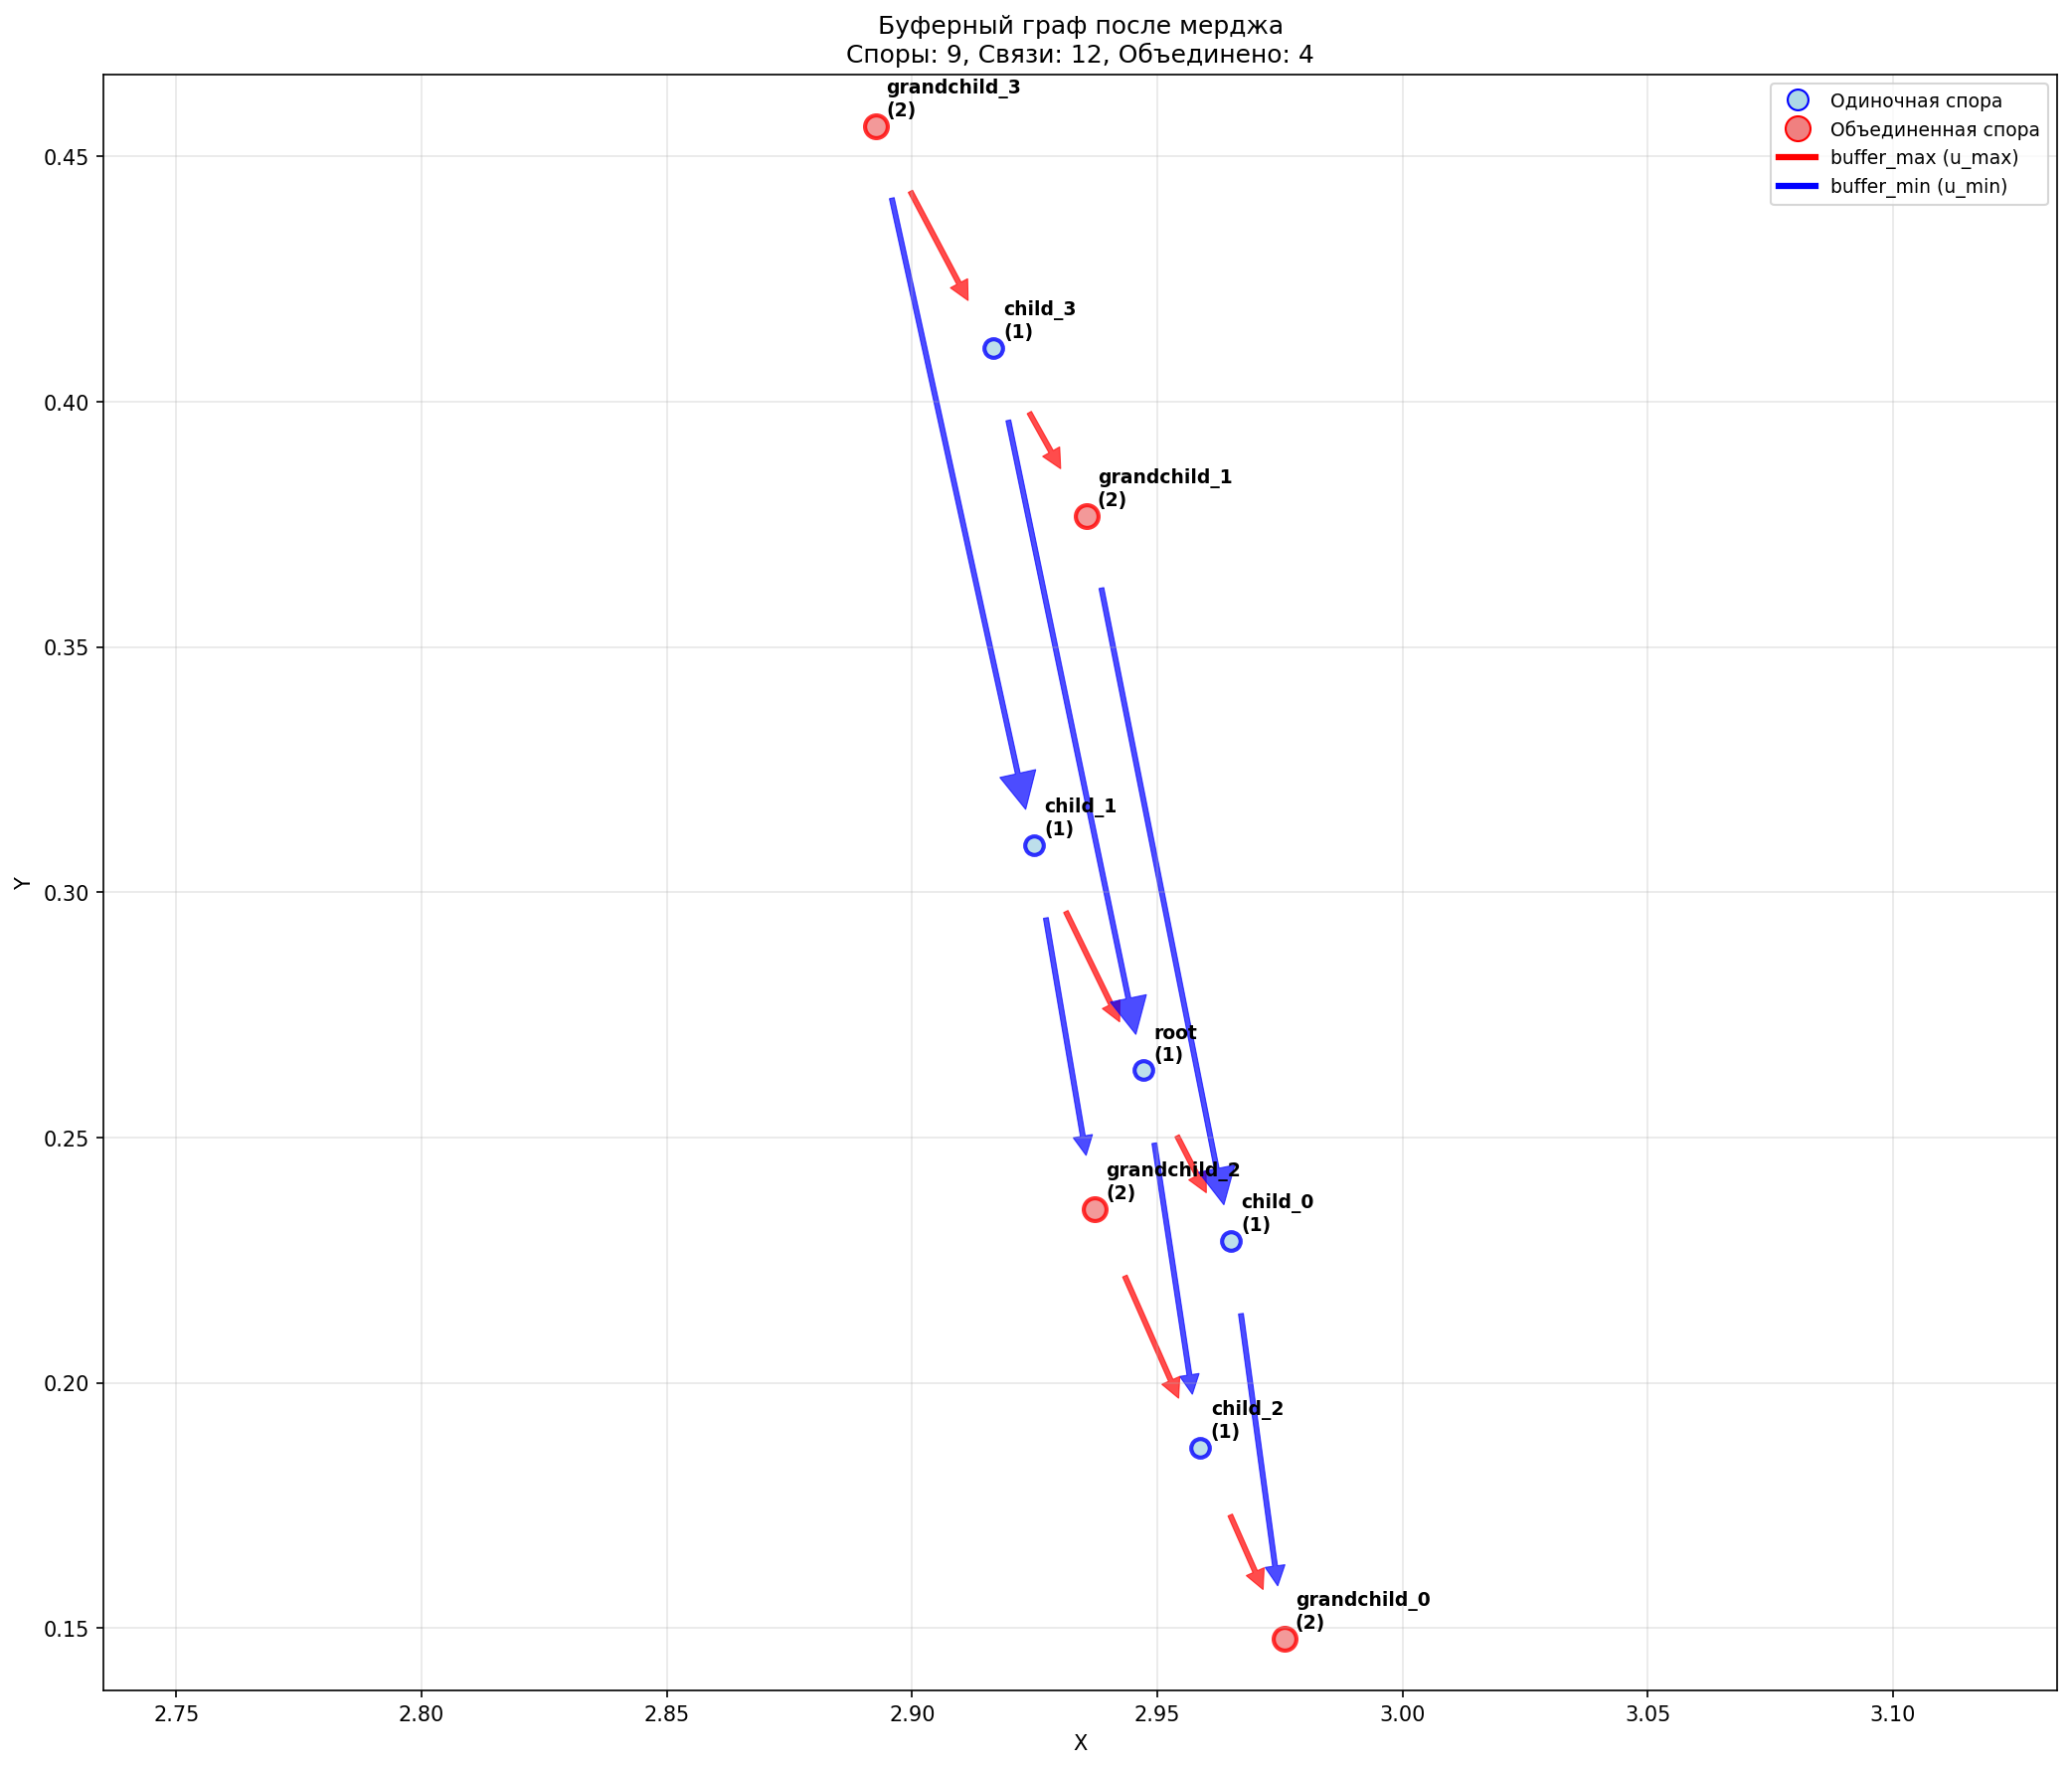 Буферный граф после мерджа
Споры: 9, Связи: 12, Объединено: 4
Одиночная спора
Объединенная спора
buffer_max (u_max)
buffer_min (u_min)
grandchild_3
(2)
child_3
(1)
grandchild_1
(2)
child_1
(1)
root
(1)
grandchild_2
(2)
child_0
(1)
child_2
(1)
grandchild_0
(2)
Y
0.45
0.40
0.35
0.30
0.25
0.20
0.15
2.75 2.80 2.85 2.90 2.95 3.00 3.05 3.10
X